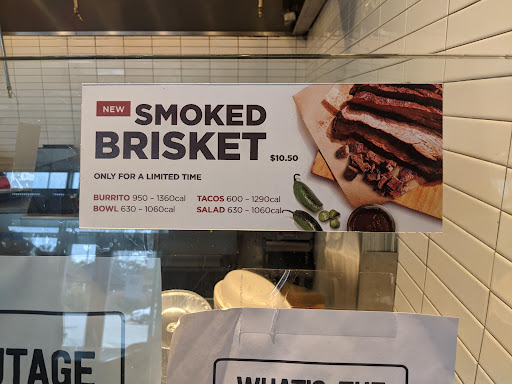 NEW SMOKED
BRISKET $10.50
ONLY FOR A LIMITED TIME
BURRITO 950 – 1360cal TACOS 600 – 1290cal
BOWL 630 – 1060cal SALAD 630 – 1060cal
UTAGE
WHAT'S THE